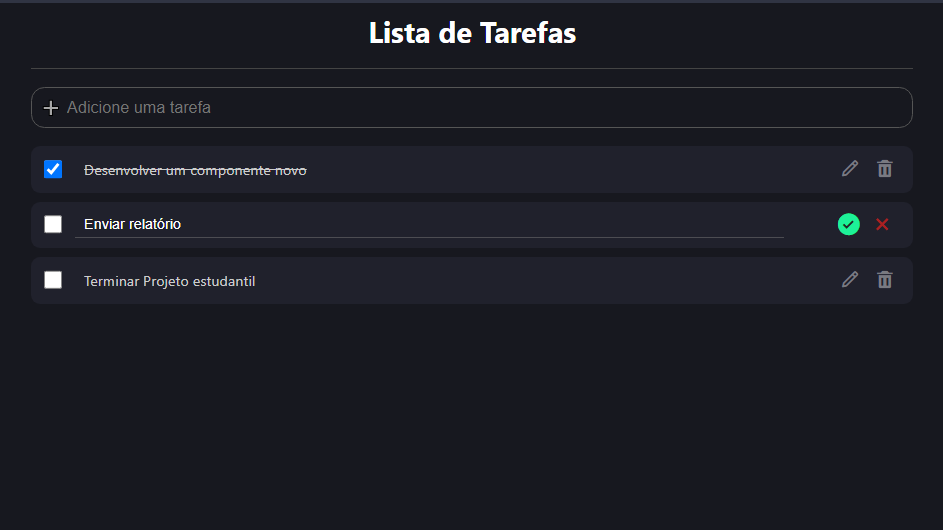 Lista de Tarefas
Adicione uma tarefa
Desenvolver um componente novo
Enviar relatório
Terminar Projeto estudantil